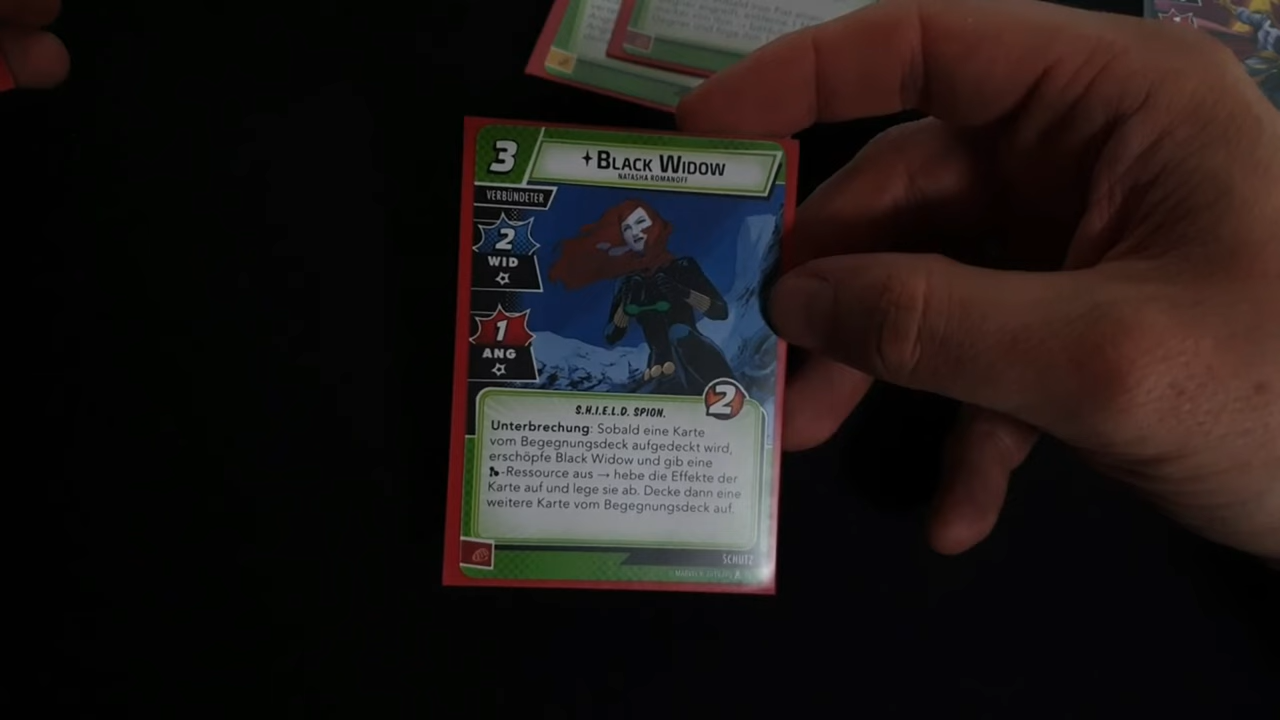 3
BLACK WIDOW
NATASHA ROMANOFF
VERBÜNDETER
2
WID
1
ANG
2
S.H.I.E.L.D. SPION.
Unterbrechung: Sobald eine Karte
vom Begegnungsdeck aufgedeckt wird,
erschöpfe Black Widow und gib eine
-Ressource aus → hebe die Effekte der
Karte auf und lege sie ab. Decke dann eine
weitere Karte vom Begegnungsdeck auf.
SCHUTZ